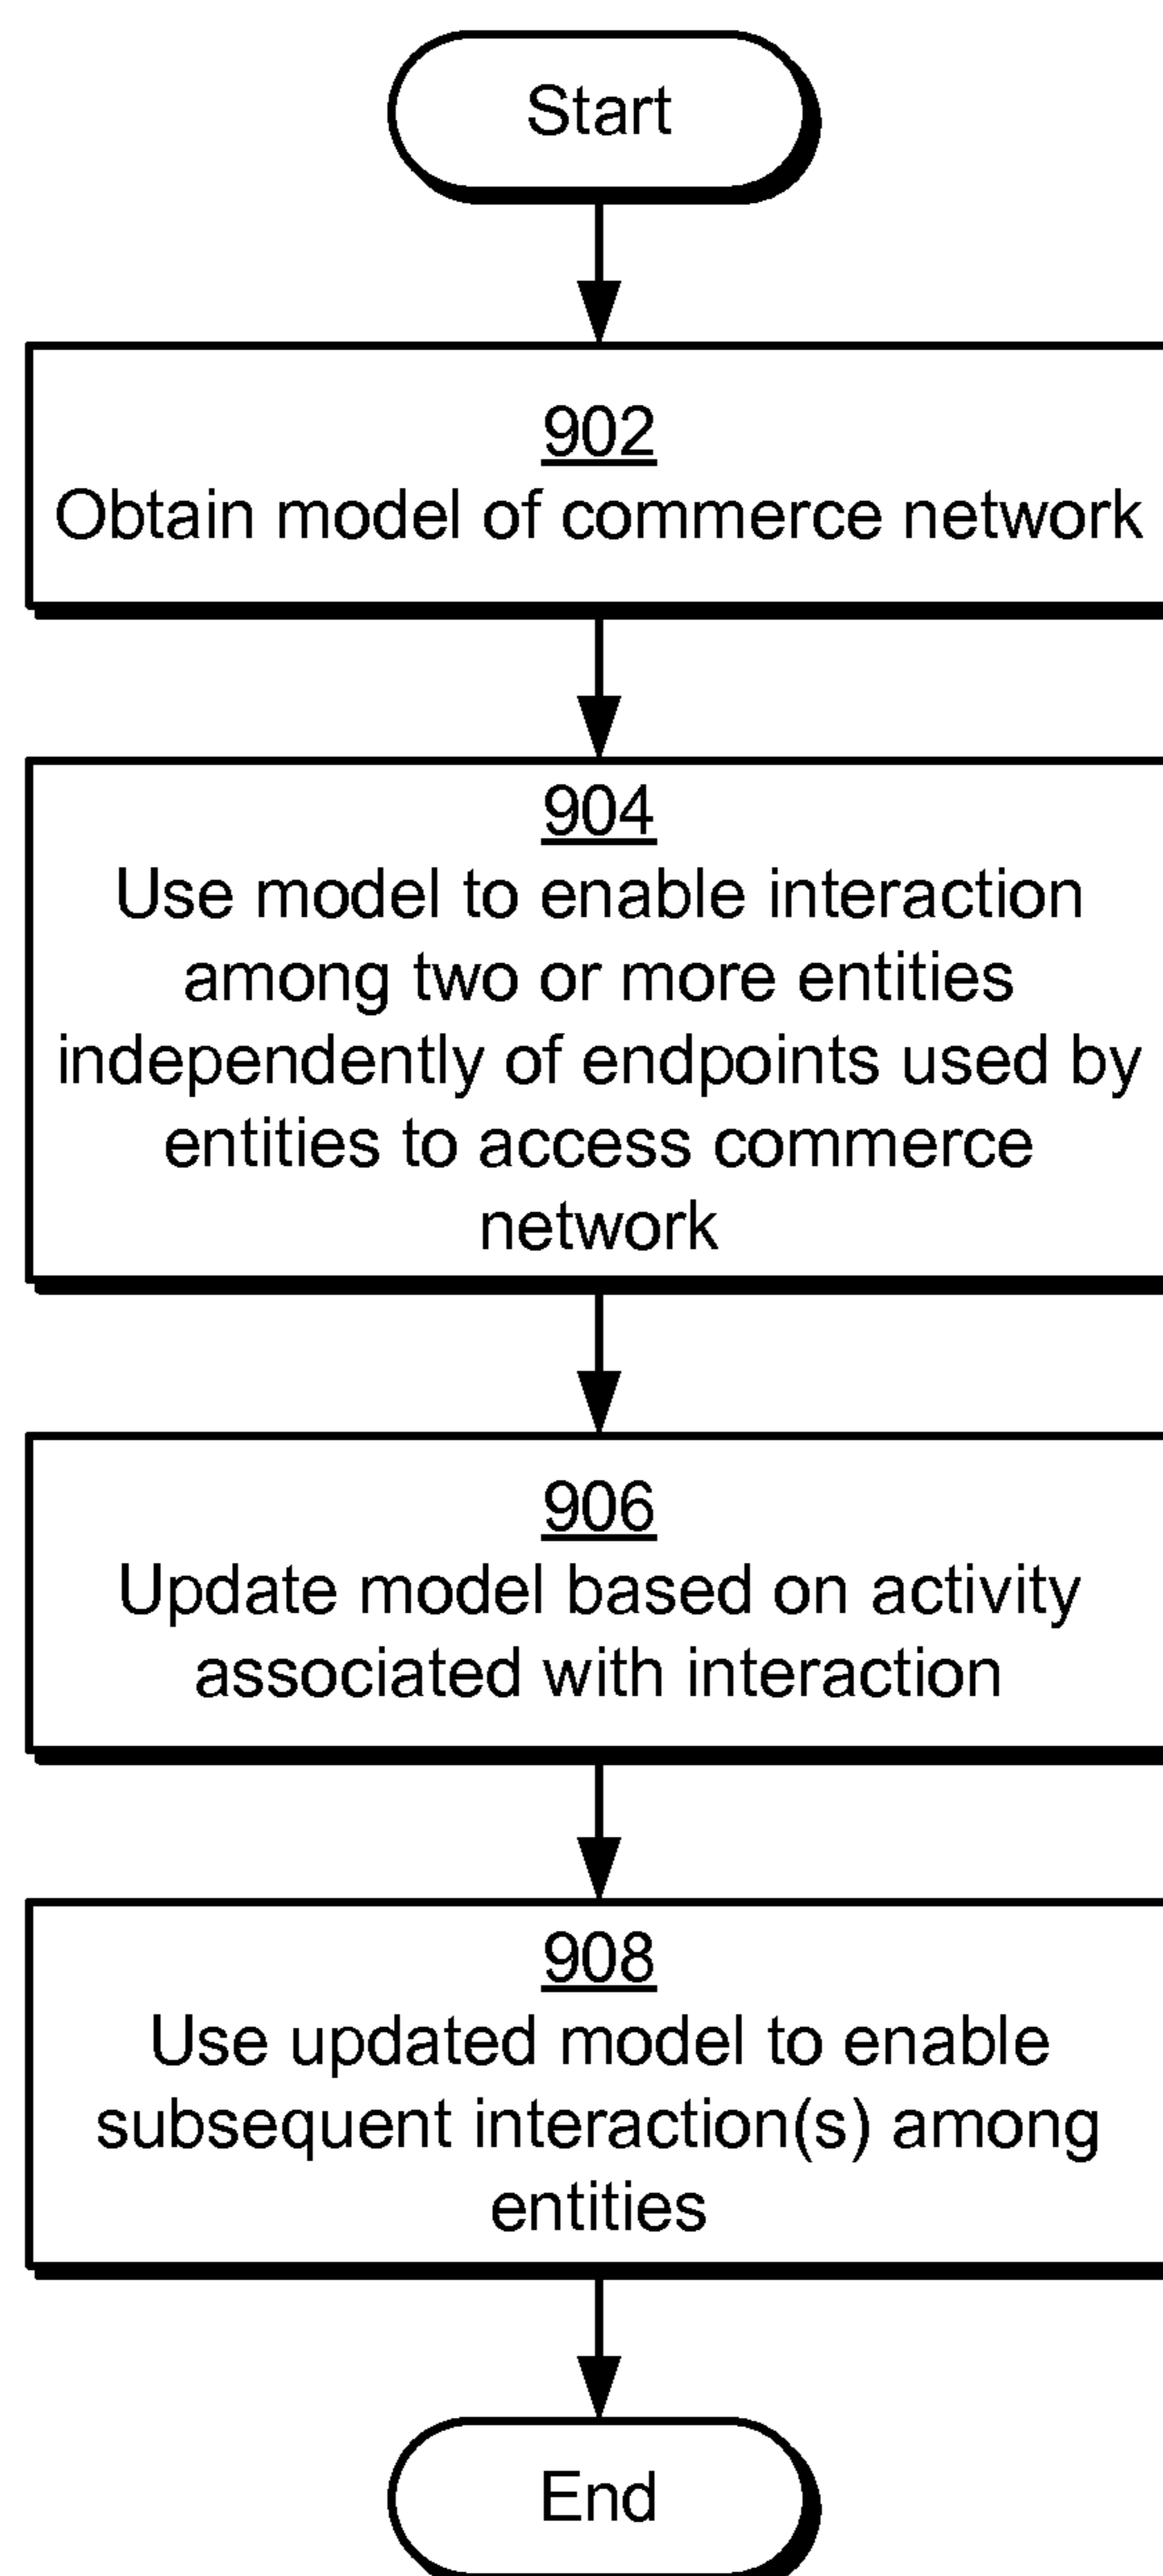 Start
902
Obtain model of commerce network
904
Use model to enable interaction
among two or more entities
independently of endpoints used by
entities to access commerce
network
906
Update model based on activity
associated with interaction
908
Use updated model to enable
subsequent interaction(s) among
entities
End